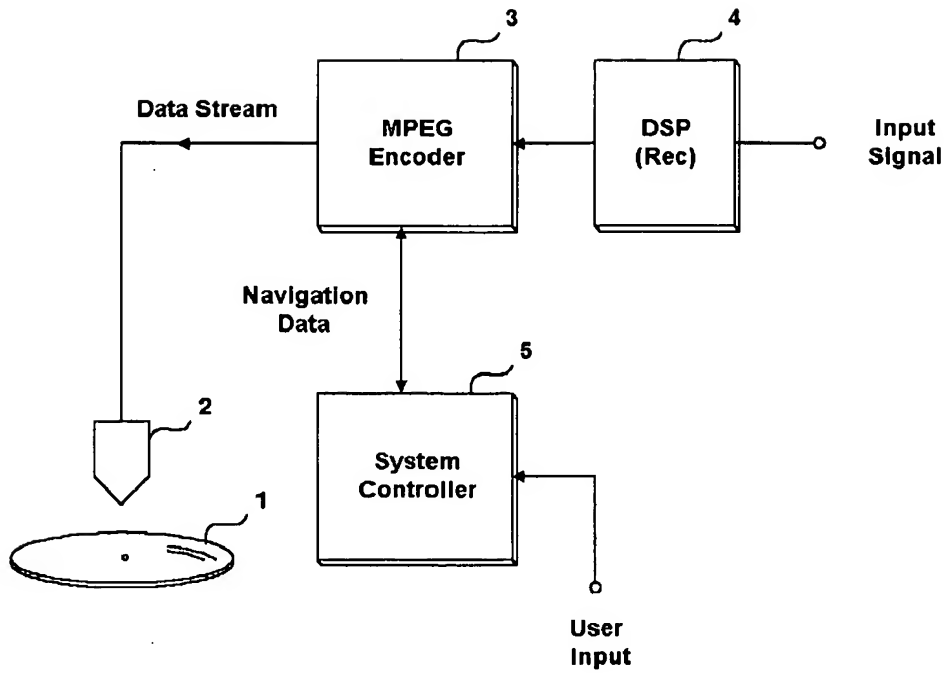 3
4
Data Stream
MPEG
Encoder
DSP
(Rec)
Input
Signal
Navigation
Data
5
2
System
Controller
1
User
Input